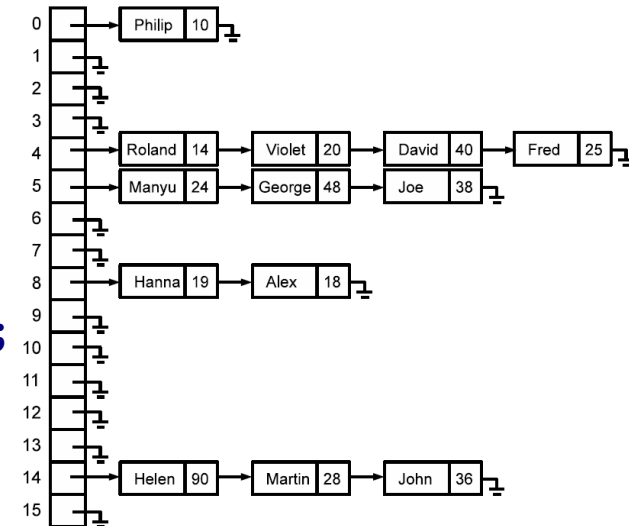 0 Philip 10
1
2
3
4 Roland 14 Violet 20 David 40 Fred 25
5 Manyu 24 George 48 Joe 38
6
7
8 Hanna 19 Alex 18
9
10
11
12
13
14 Helen 90 Martin 28 John 36
15